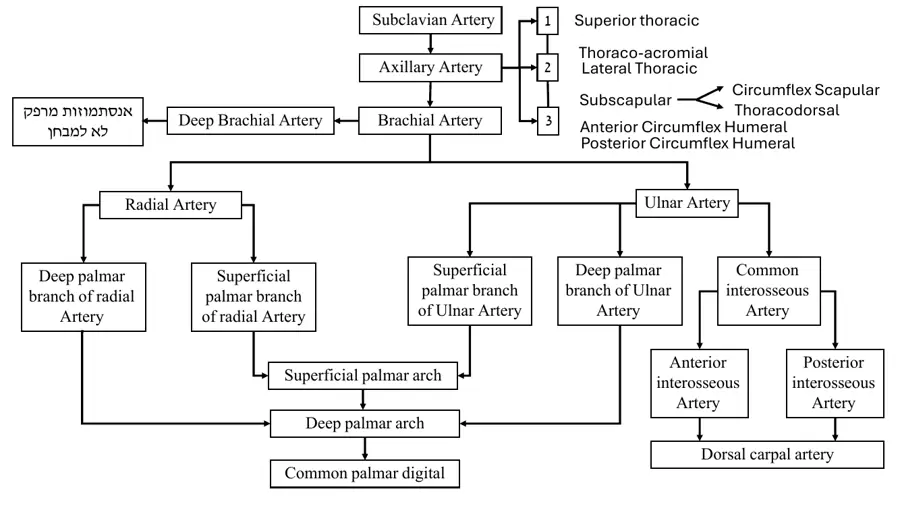 Subclavian Artery
1
Superior thoracic
Axillary Artery
2
Thoraco-acromial
Lateral Thoracic
Subscapular
Circumflex Scapular
Thoracodorsal
3
Anterior Circumflex Humeral
Posterior Circumflex Humeral
אנסתמוזות מרפק
לא למבחן
Deep Brachial Artery
Brachial Artery
Radial Artery
Ulnar Artery
Deep palmar
branch of radial
Artery
Superficial
palmar branch
of radial Artery
Superficial
palmar branch
of Ulnar Artery
Deep palmar
branch of Ulnar
Artery
Common
interosseous
Artery
Anterior
interosseous
Artery
Posterior
interosseous
Artery
Superficial palmar arch
Deep palmar arch
Dorsal carpal artery
Common palmar digital